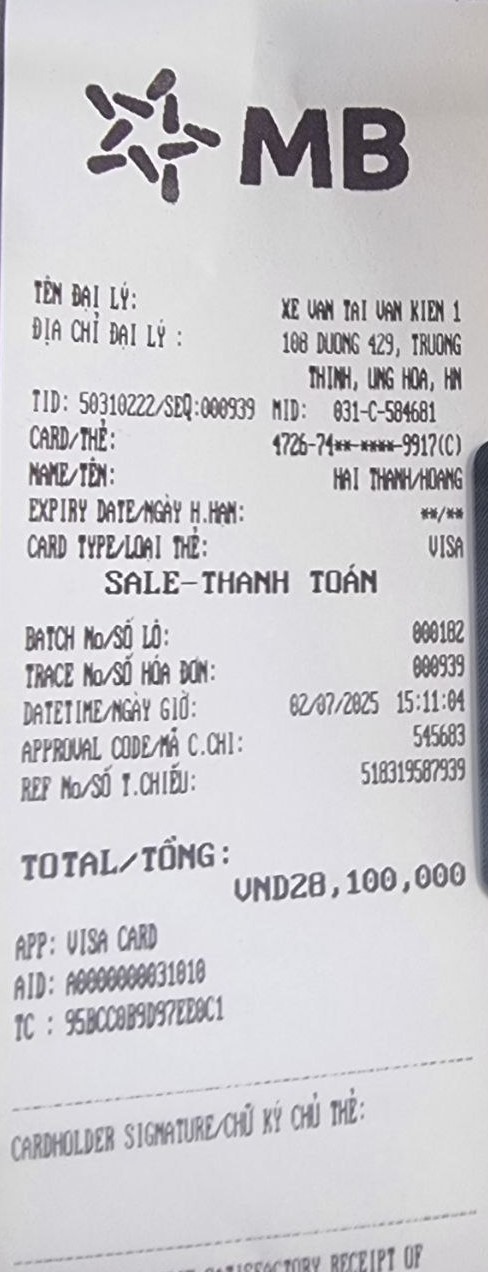 MB
TÊN ĐẠI LÝ: XE VAN TAI VAN KIEN 1
ĐỊA CHỈ ĐẠI LÝ : 108 DUONG 429, TRUONG
THINH, UNG HOA, HN
TID: 50310222/SEQ:000939 MID: 031-C-584681
CARD/THẺ: 4726-74**-****-9917(C)
NAME/TÊN: HAI THANH/HOANG
EXPIRY DATE/NGÀY H.HẠN: **/**
CARD TYPE/LOẠI THẺ: VISA
SALE-THANH TOÁN
BATCH No/SỐ LÔ: 000182
TRACE No/SỐ HÓA ĐƠN: 000939
DATETIME/NGÀY GIỜ: 02/07/2025 15:11:04
APPROVAL CODE/MÃ C.CHI: 545683
REF No/SỐ T.CHIẾU: 518319587939
TOTAL/TỔNG:
VND28,100,000
APP: VISA CARD
AID: A0000000031010
TC : 95BCC0B9D97EE0C1
CARDHOLDER SIGNATURE/CHỮ KÝ CHỦ THẺ:
SATISFACTORY RECEIPT OF